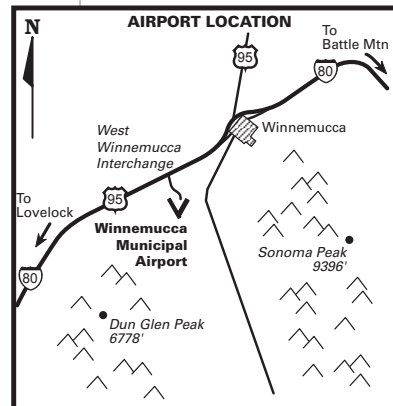 AIRPORT LOCATION
N
To
Battle Mtn
95
80
Winnemucca
West
Winnemucca
Interchange
To
Lovelock
95
Winnemucca
Municipal
Airport
Sonoma Peak
9396'
80
Dun Glen Peak
6778'